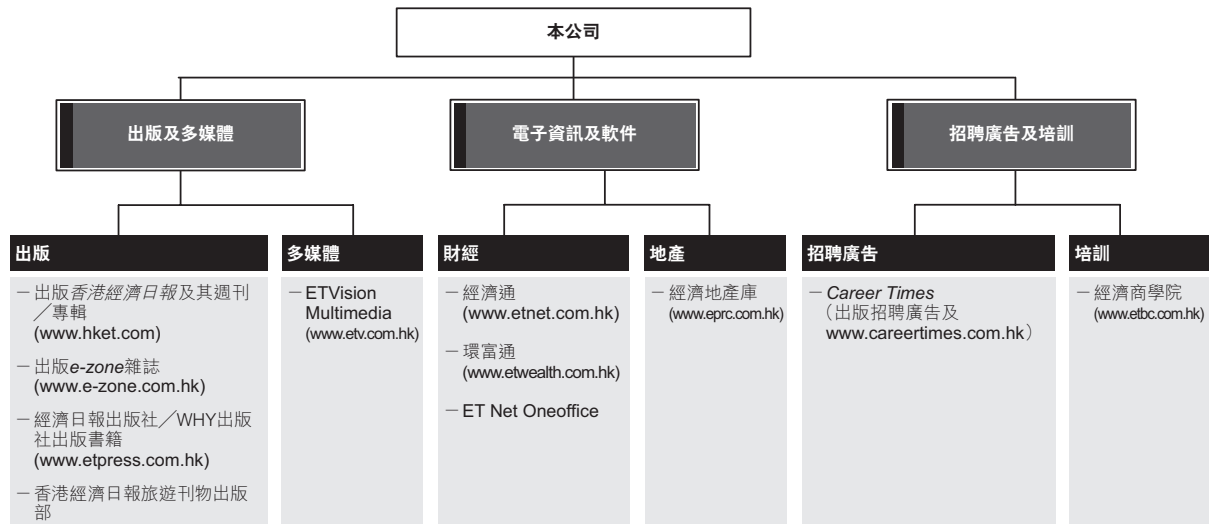 本公司
出版及多媒體
電子資訊及軟件
招聘廣告及培訓
出版
－出版香港經濟日報及其週刊
／專輯
(www.hket.com)
－出版e-zone雜誌
(www.e-zone.com.hk)
－經濟日報出版社／WHY出版
社出版書籍
(www.etpress.com.hk)
－香港經濟日報旅遊刊物出版
部
多媒體
－ETVision
Multimedia
(www.etv.com.hk)
財經
－經濟通
(www.etnet.com.hk)
－環富通
(www.etwealth.com.hk)
－ET Net Oneoffice
地產
－經濟地產庫
(www.eprc.com.hk)
招聘廣告
－Career Times
（出版招聘廣告及
www.careertimes.com.hk）
培訓
－經濟商學院
(www.etbc.com.hk)